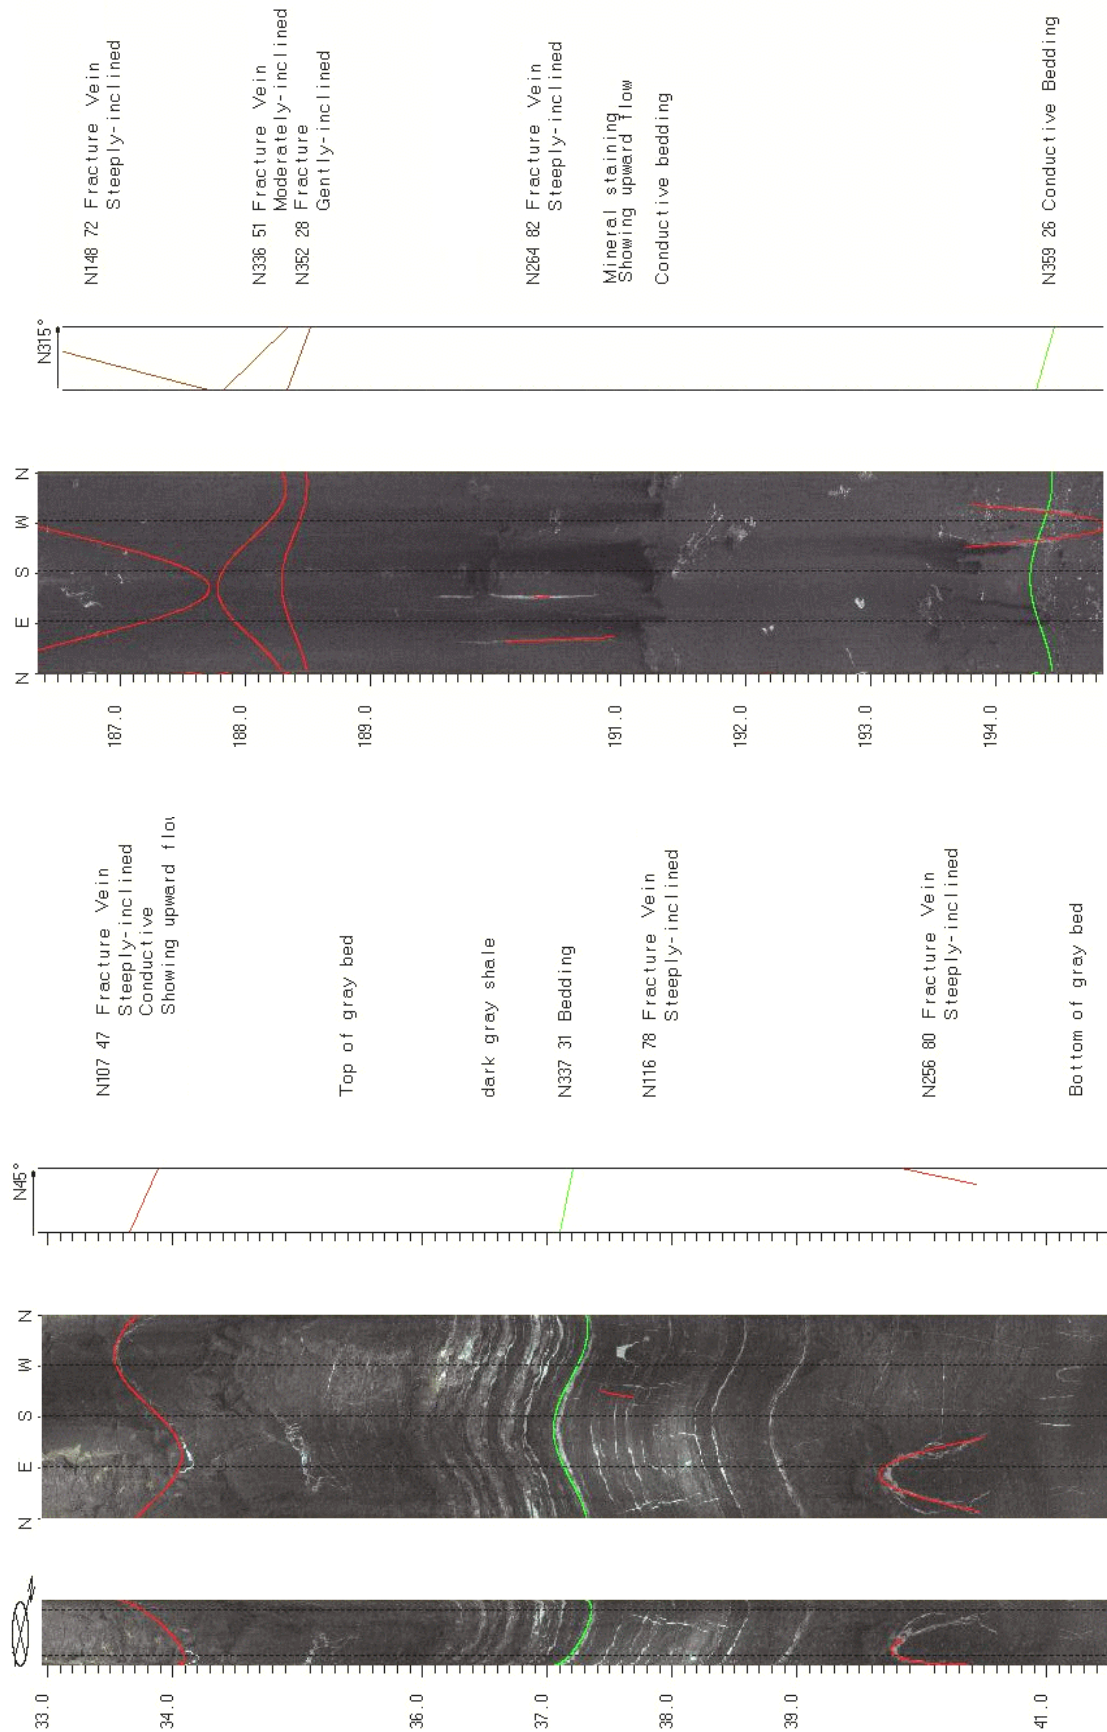 N315°
N E S W N
187.0
188.0
189.0
191.0
192.0
193.0
194.0
N148 72 Fracture Vein
Steeply-inclined
N336 51 Fracture Vein
Moderately-inclined
N352 28 Fracture
Gently-inclined
N264 82 Fracture Vein
Steeply-inclined
Mineral staining
Showing upward flow
Conductive bedding
N359 26 Conductive Bedding
N45°
N E S W N
33.0
34.0
36.0
37.0
38.0
39.0
41.0
N107 47 Fracture Vein
Steeply-inclined
Conductive
Showing upward flow
Top of gray bed
dark gray shale
N337 31 Bedding
N116 78 Fracture Vein
Steeply-inclined
N256 80 Fracture Vein
Steeply-inclined
Bottom of gray bed